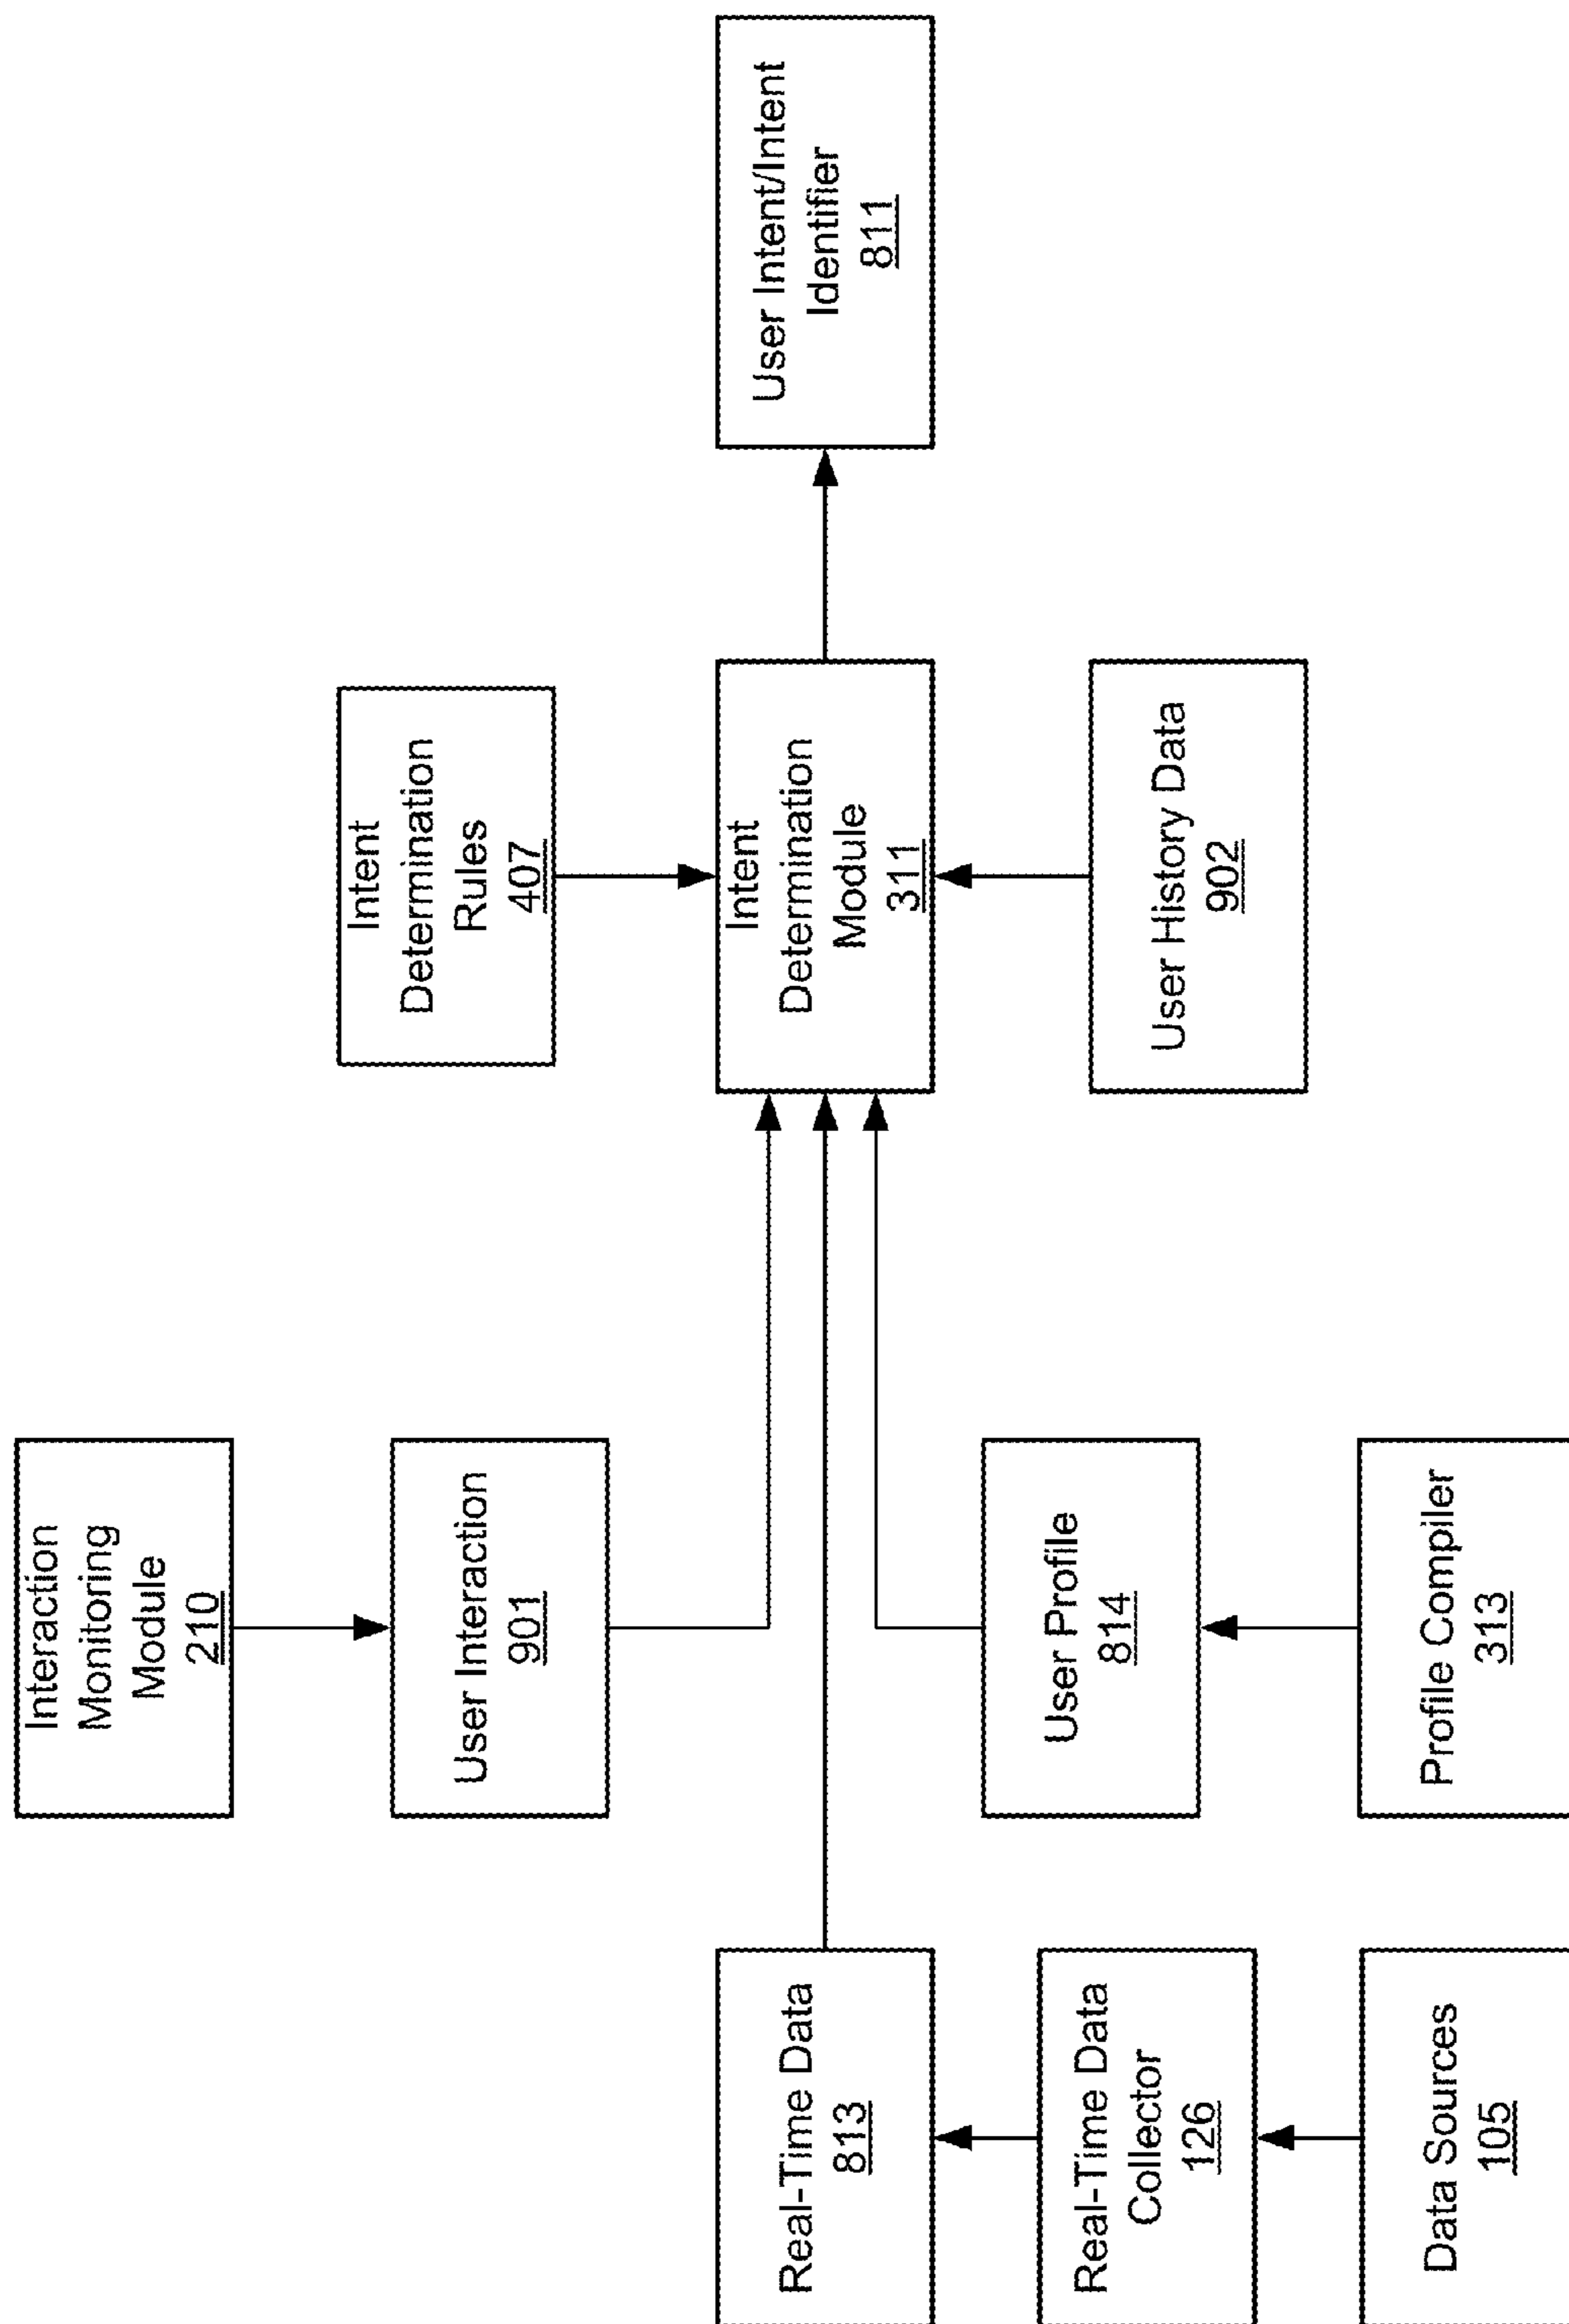 Interaction
Monitoring
Module
210
Intent
Determination
Rules
407
User Interaction
901
Real-Time Data
813
Intent
Determination
Module
311
User Intent/Intent
Identifier
811
User Profile
814
Real-Time Data
Collector
126
User History Data
902
Data Sources
105
Profile Compiler
313